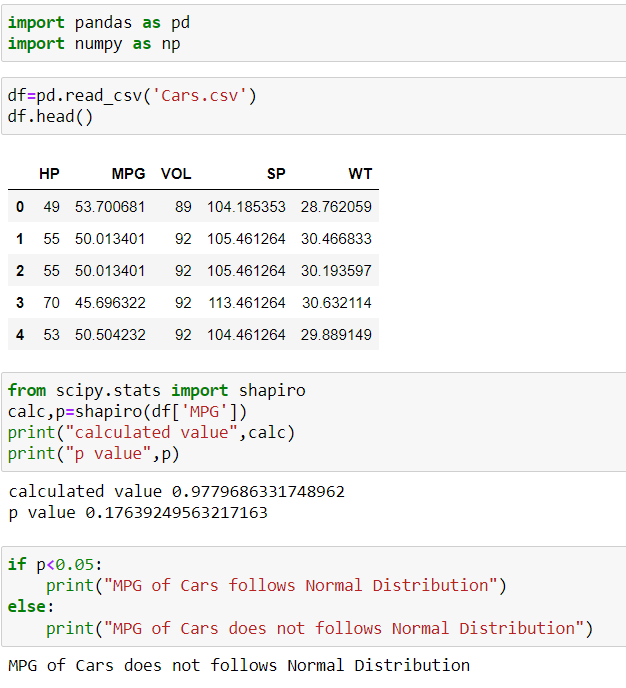 import pandas as pd
import numpy as np
df=pd.read_csv('Cars.csv')
df.head()
HP MPG VOL SP WT
0 49 53.700681 89 104.185353 28.762059
1 55 50.013401 92 105.461264 30.466833
2 55 50.013401 92 105.461264 30.193597
3 70 45.696322 92 113.461264 30.632114
4 53 50.504232 92 104.461264 29.889149
from scipy.stats import shapiro
calc,p=shapiro(df['MPG'])
print("calculated value",calc)
print("p value",p)
calculated value 0.9779686331748962
p value 0.17639249563217163
if p<0.05:
    print("MPG of Cars follows Normal Distribution")
else:
    print("MPG of Cars does not follows Normal Distribution")
MPG of Cars does not follows Normal Distribution